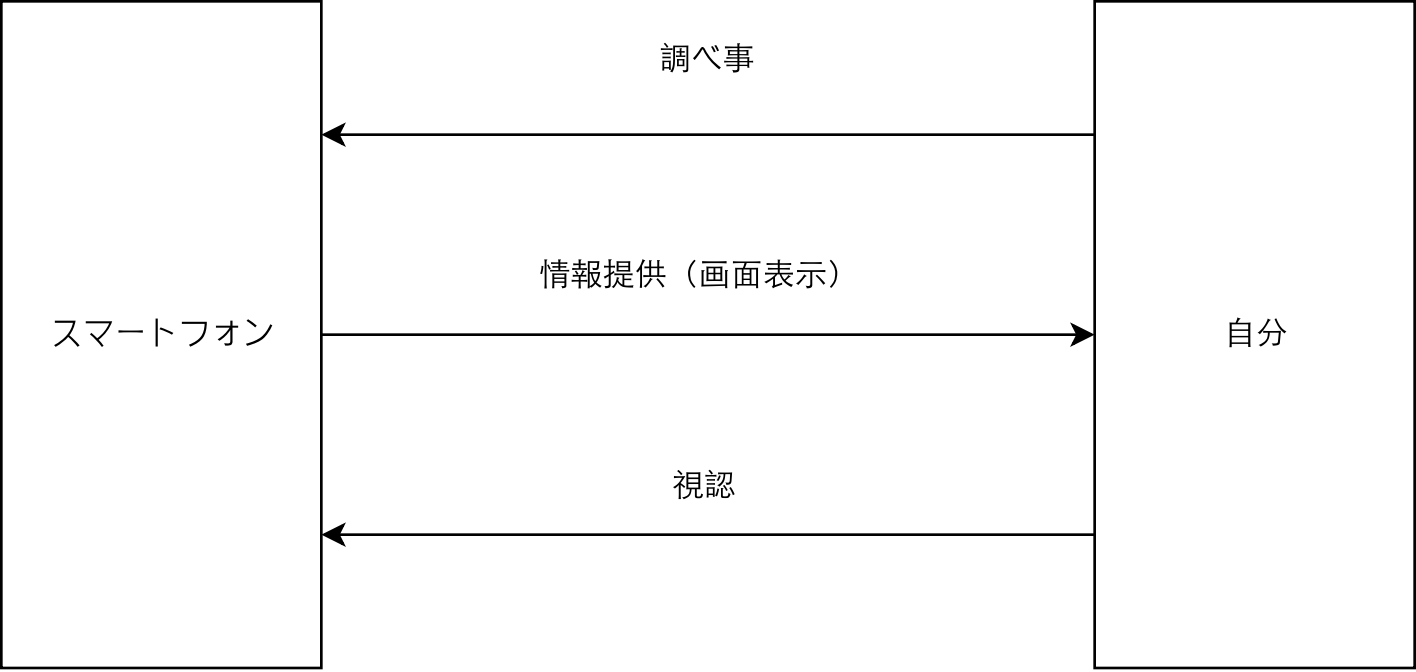 調べ事
情報提供（画面表示）
スマートフォン
自分
視認